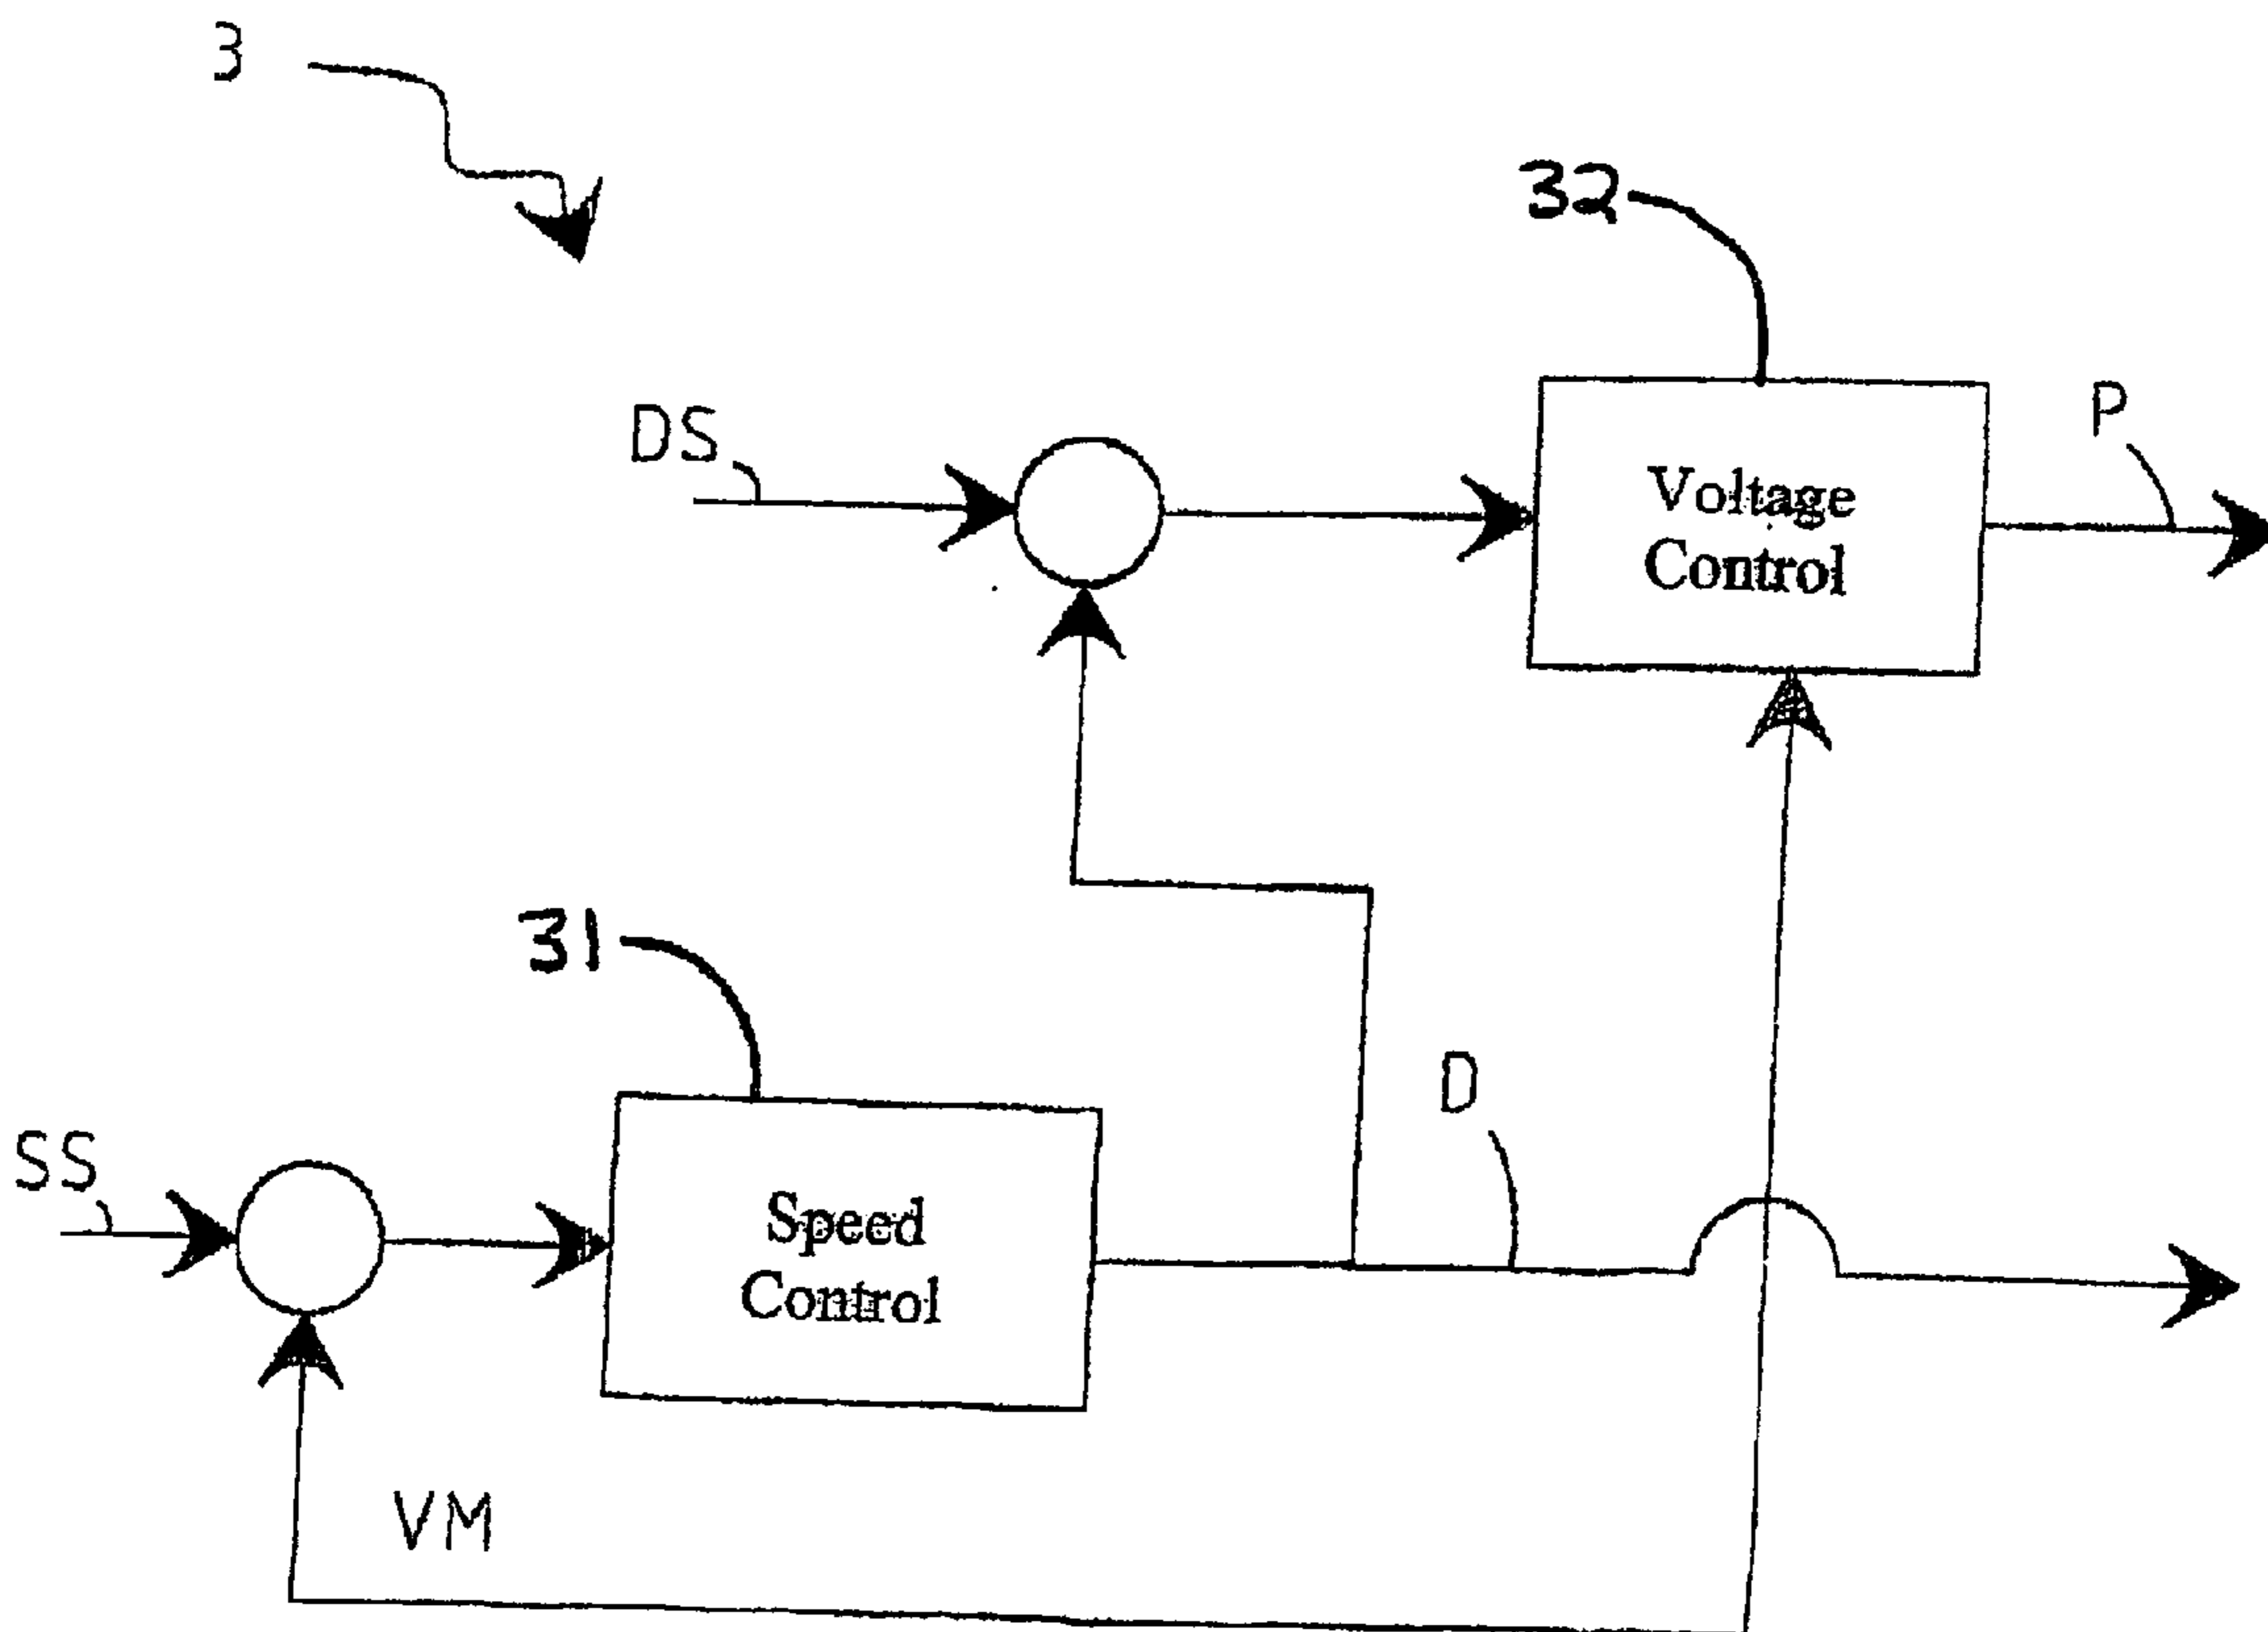 3
32
DS
P
Voltage
Control
31
D
SS
Speed
Control
VM